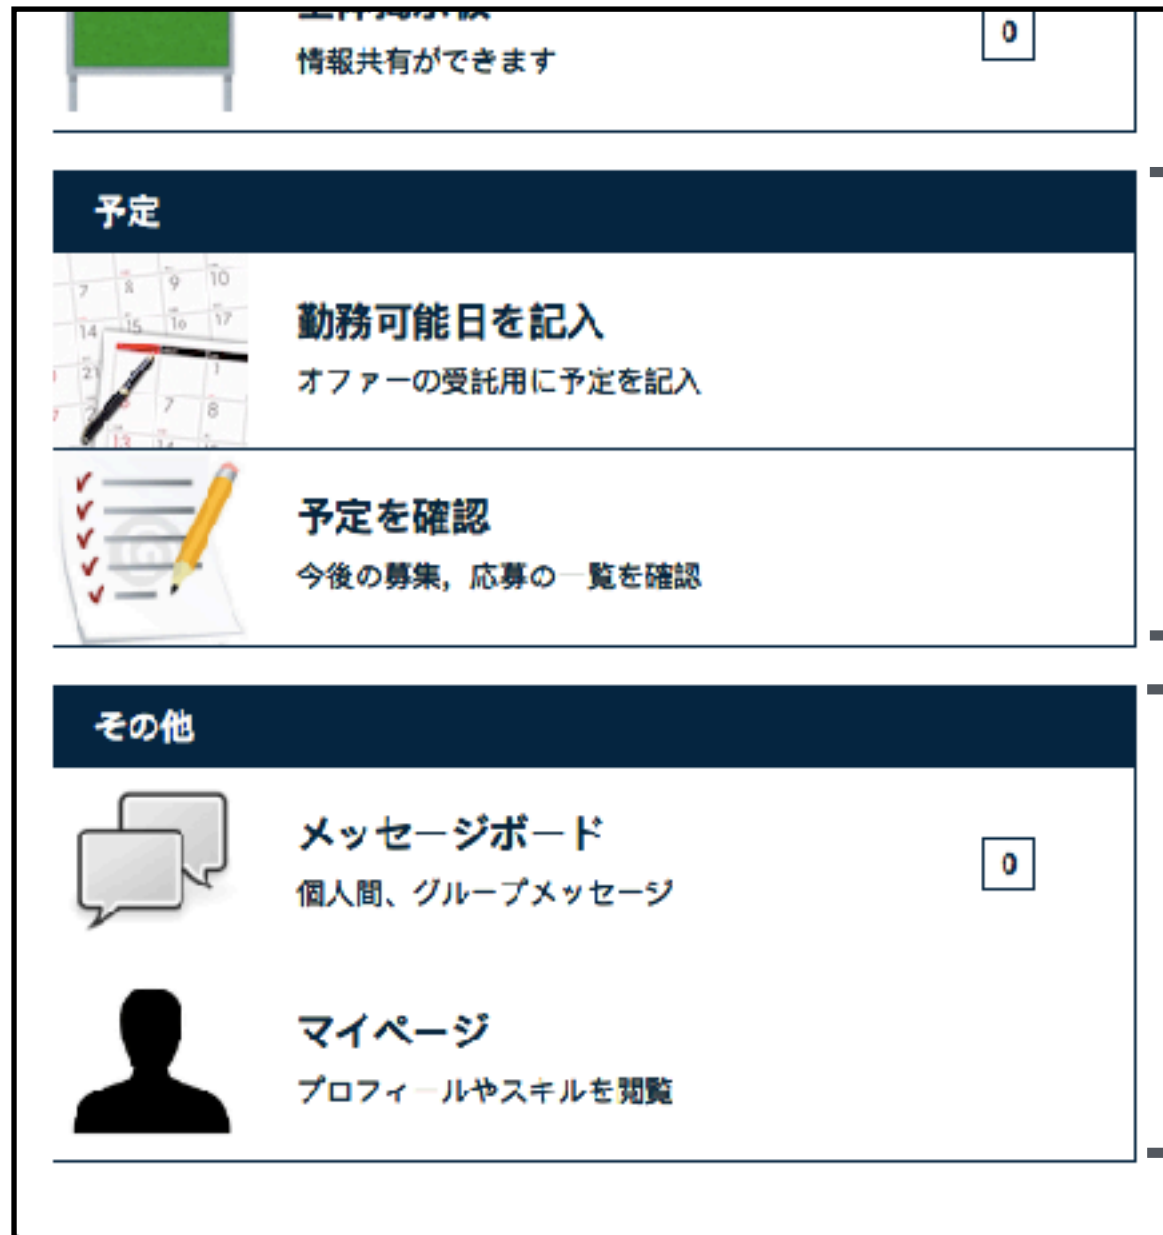 情報共有ができます
0
予定
勤務可能日を記入
オファーの受託用に予定を記入
予定を確認
今後の募集，応募の一覧を確認
その他
メッセージボード
個人間、グループメッセージ
0
マイページ
プロフィールやスキルを閲覧